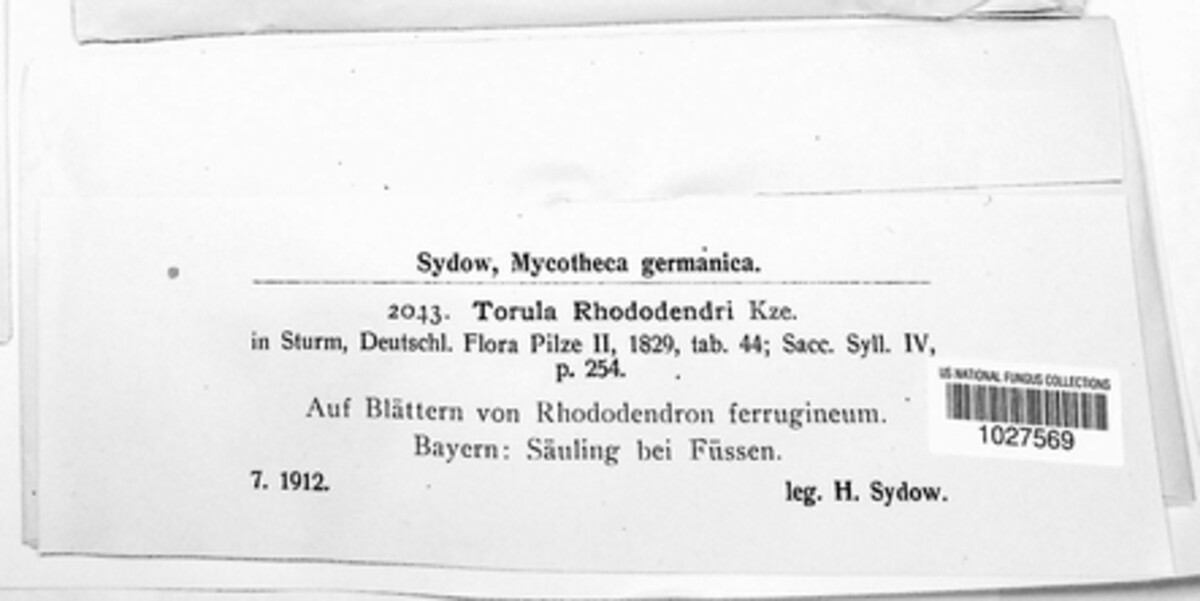 Sydow, Mycotheca germanica.
2043. Torula Rhododendri Kze.
in Sturm, Deutschl. Flora Pilze II, 1829, tab. 44; Sacc. Syll. IV,
p. 254.
Auf Blättern von Rhododendron ferrugineum.
Bayern: Säuling bei Füssen.
7. 1912.
leg. H. Sydow.
US NATIONAL FUNGUS COLLECTIONS
1027569